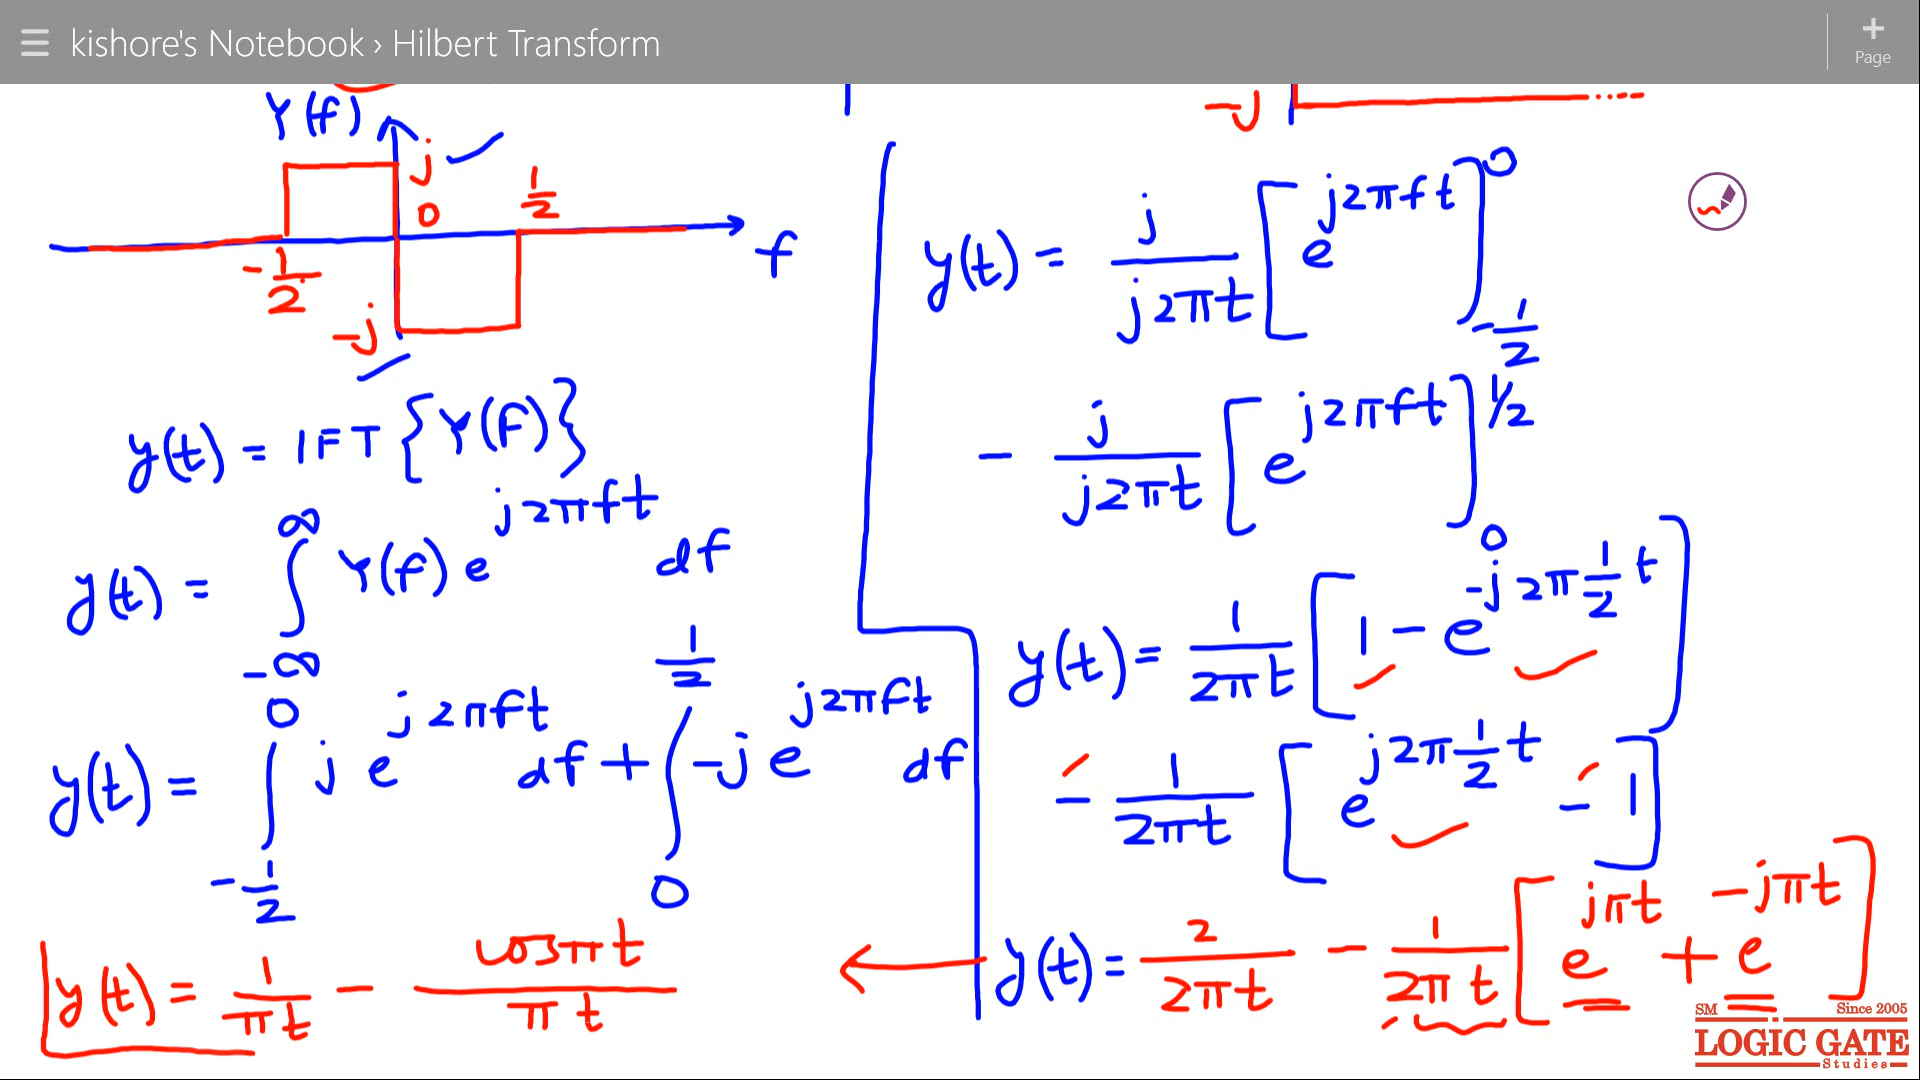 kishore's Notebook › Hilbert Transform
+
Page
Y(f)
j
0
1/2
-1/2
-j
f
-j
y(t) = IFT {Y(f)}
y(t) = ∫_{-∞}^{∞} Y(f) e^{j2πft} df
y(t) = ∫_{-1/2}^{0} j e^{j2πft} df + ∫_{0}^{1/2} -j e^{j2πft} df
y(t) = j/(j2πt) [e^{j2πft}]_{-1/2}^{0}
- j/(j2πt) [e^{j2πft}]_{0}^{1/2}
y(t) = 1/(2πt) [1 - e^{-j2π(1/2)t}]
- 1/(2πt) [e^{j2π(1/2)t} - 1]
y(t) = 2/(2πt) - 1/(2πt) [e^{jπt} + e^{-jπt}]
y(t) = 1/(πt) - cosπt/(πt)
SM Since 2005
LOGIC GATE
Studies